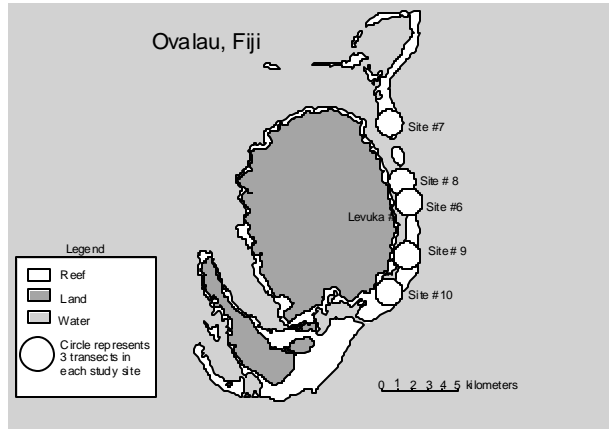 Ovalau, Fiji
Site #7
Site # 8
Site #6
Levuka #
Site # 9
Site #10
Legend
Reef
Land
Water
Circle represents
3 transects in
each study site
0 1 2 3 4 5 kilometers